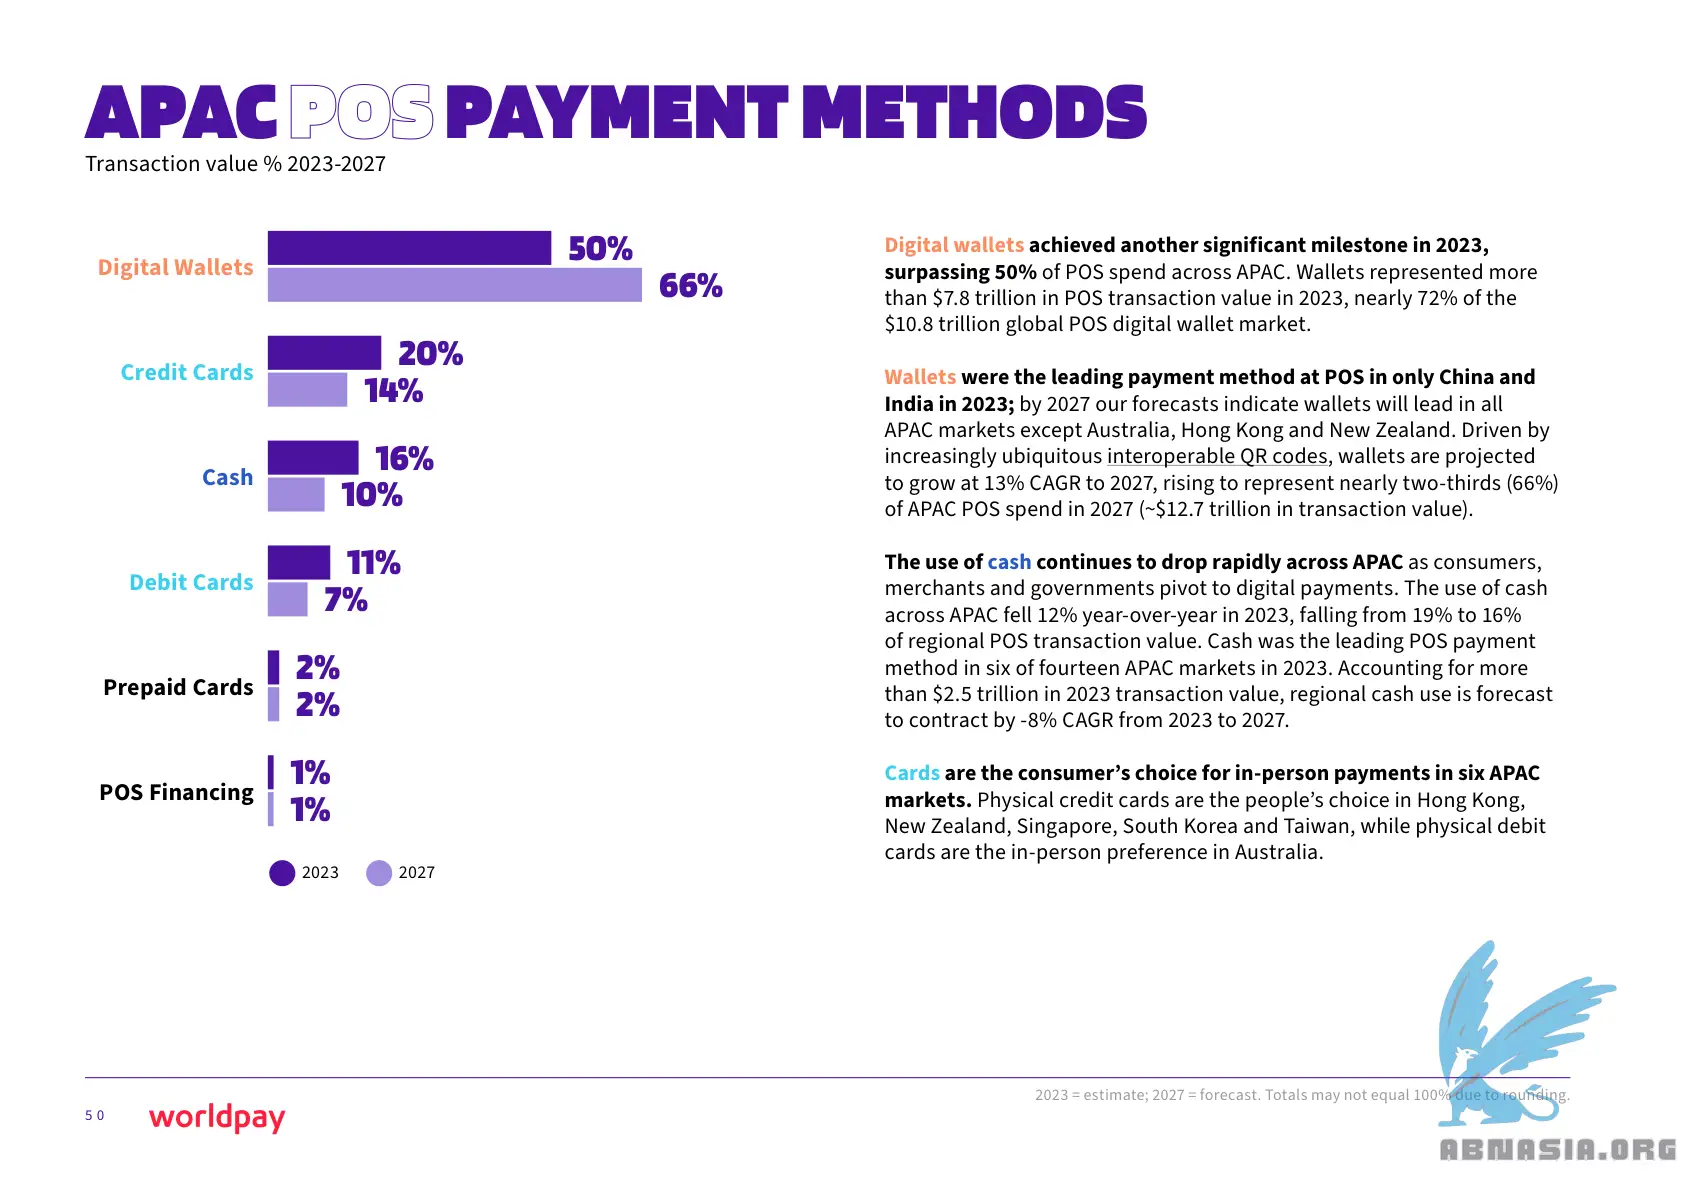 APAC POS PAYMENT METHODS
Transaction value % 2023-2027
Digital Wallets
50%
66%
Credit Cards
20%
14%
Cash
16%
10%
Debit Cards
11%
7%
Prepaid Cards
2%
2%
POS Financing
1%
1%
2023
2027
Digital wallets achieved another significant milestone in 2023,
surpassing 50% of POS spend across APAC. Wallets represented more
than $7.8 trillion in POS transaction value in 2023, nearly 72% of the
$10.8 trillion global POS digital wallet market.
Wallets were the leading payment method at POS in only China and
India in 2023; by 2027 our forecasts indicate wallets will lead in all
APAC markets except Australia, Hong Kong and New Zealand. Driven by
increasingly ubiquitous interoperable QR codes, wallets are projected
to grow at 13% CAGR to 2027, rising to represent nearly two-thirds (66%)
of APAC POS spend in 2027 (~$12.7 trillion in transaction value).
The use of cash continues to drop rapidly across APAC as consumers,
merchants and governments pivot to digital payments. The use of cash
across APAC fell 12% year-over-year in 2023, falling from 19% to 16%
of regional POS transaction value. Cash was the leading POS payment
method in six of fourteen APAC markets in 2023. Accounting for more
than $2.5 trillion in 2023 transaction value, regional cash use is forecast
to contract by -8% CAGR from 2023 to 2027.
Cards are the consumer’s choice for in-person payments in six APAC
markets. Physical credit cards are the people’s choice in Hong Kong,
New Zealand, Singapore, South Korea and Taiwan, while physical debit
cards are the in-person preference in Australia.
2023 = estimate; 2027 = forecast. Totals may not equal 100% due to rounding.
50
worldpay
ABNASIA.ORG